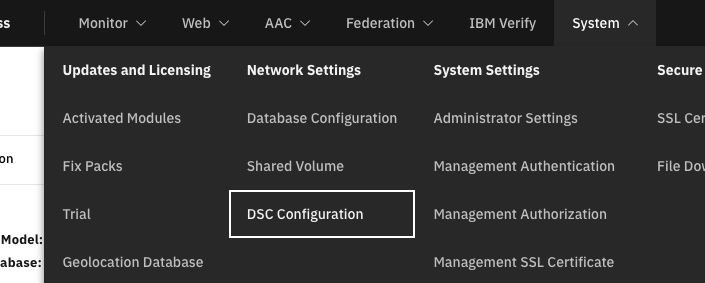 ss Monitor Web AAC Federation IBM Verify System
Updates and Licensing Network Settings System Settings Secure
Activated Modules Database Configuration Administrator Settings SSL Cer
on Fix Packs Shared Volume Management Authentication File Dow
Trial DSC Configuration Management Authorization
Model:
abase: Geolocation Database Management SSL Certificate